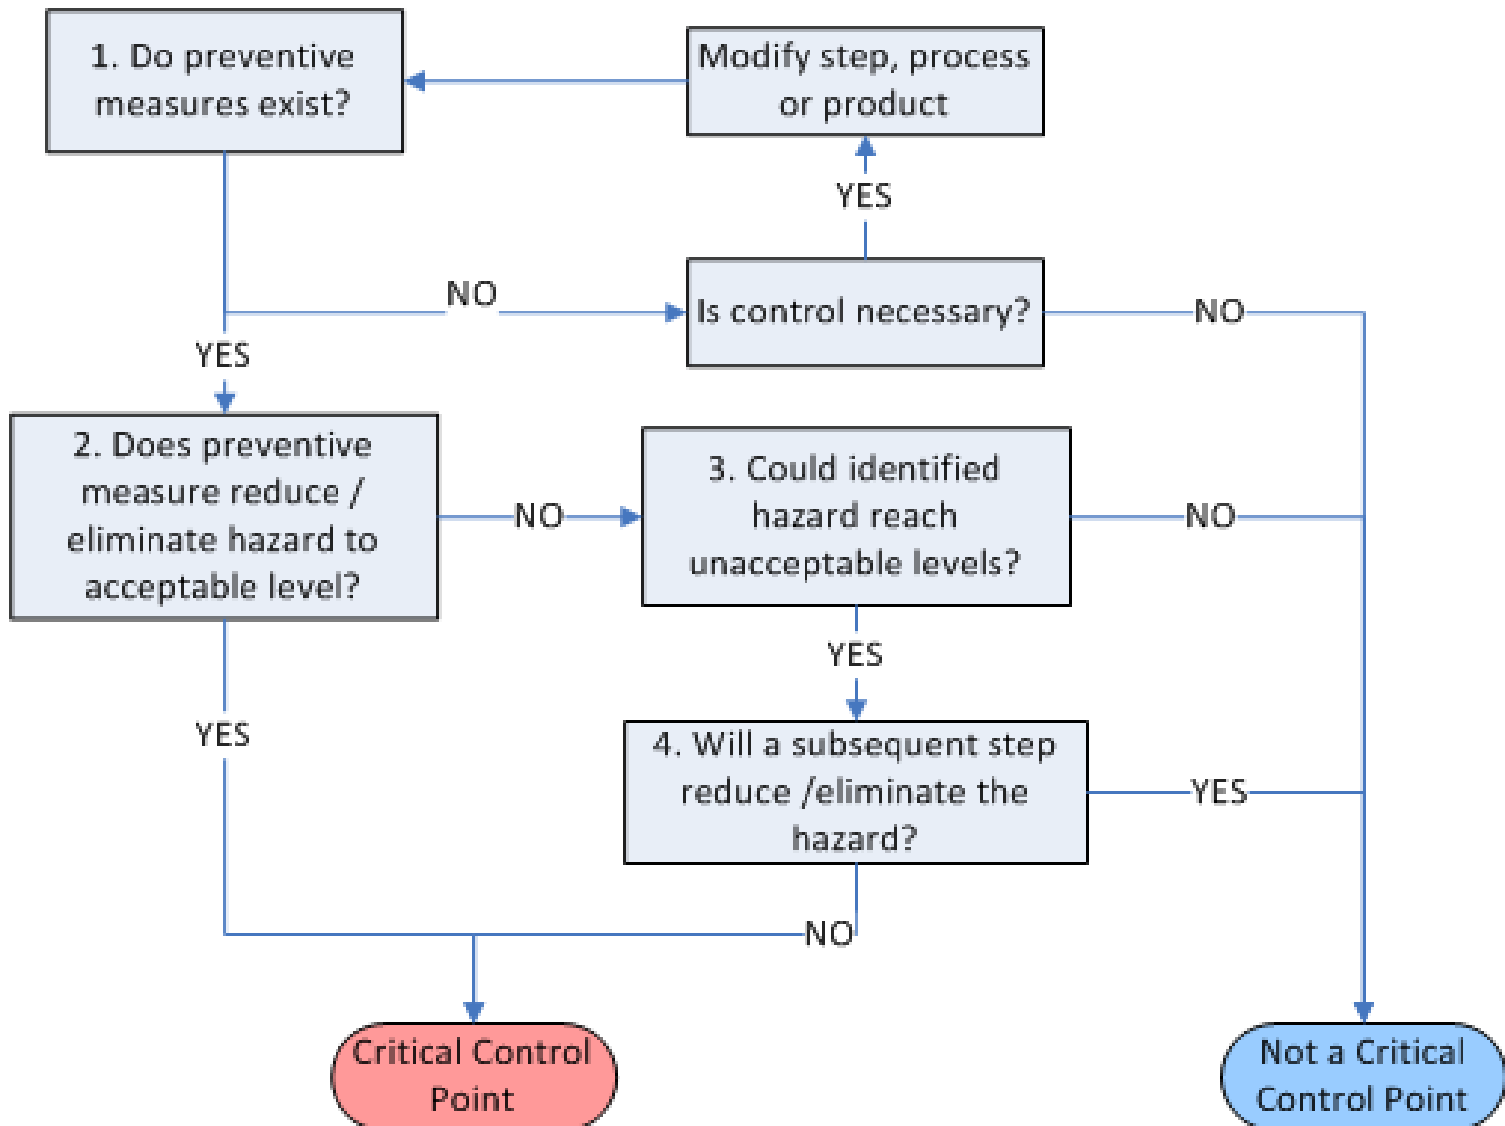 1. Do preventive
measures exist?
Modify step, process
or product
YES
NO
Is control necessary?
NO
YES
2. Does preventive
measure reduce /
eliminate hazard to
acceptable level?
NO
3. Could identified
hazard reach
unacceptable levels?
NO
YES
YES
4. Will a subsequent step
reduce /eliminate the
hazard?
YES
NO
Critical Control
Point
Not a Critical
Control Point